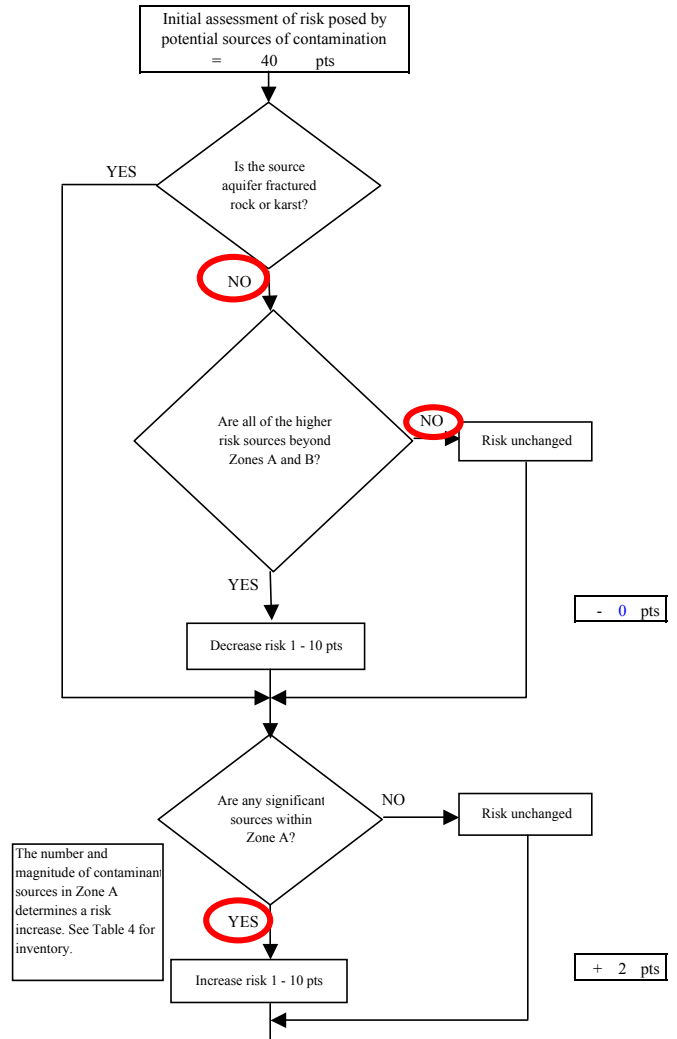 Initial assessment of risk posed by
potential sources of contamination
= 40 pts
YES
Is the source
aquifer fractured
rock or karst?
NO
Are all of the higher
risk sources beyond
Zones A and B?
NO
Risk unchanged
YES
- 0 pts
Decrease risk 1 - 10 pts
Are any significant
sources within
Zone A?
NO
Risk unchanged
The number and
magnitude of contaminant
sources in Zone A
determines a risk
increase. See Table 4 for
inventory.
YES
+ 2 pts
Increase risk 1 - 10 pts